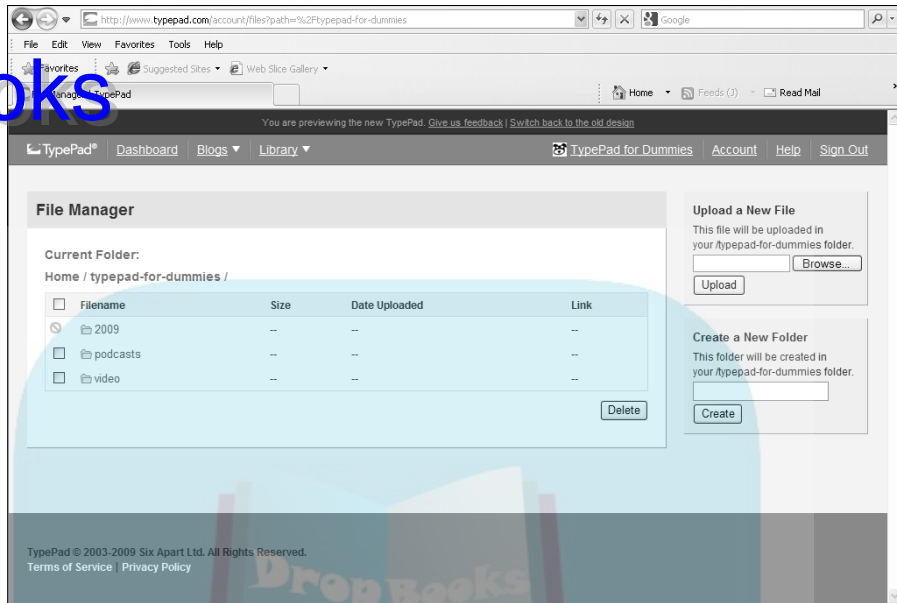 http://www.typepad.com/account/files?path=%2Ftypepad-for-dummies
Google
File Edit View Favorites Tools Help
Favorites Suggested Sites Web Slice Gallery
oks
TypePad
Home Feeds (J) Read Mail
You are previewing the new TypePad. Give us feedback | Switch back to the old design
TypePad® Dashboard Blogs Library TypePad for Dummies Account Help Sign Out
File Manager
Current Folder:
Home / typepad-for-dummies /
Filename Size Date Uploaded Link
2009 -- -- --
podcasts -- -- --
video -- -- --
Delete
Upload a New File
This file will be uploaded in
your /typepad-for-dummies folder.
Browse...
Upload
Create a New Folder
This folder will be created in
your /typepad-for-dummies folder.
Create
TypePad © 2003-2009 Six Apart Ltd. All Rights Reserved.
Terms of Service | Privacy Policy
DropBooks